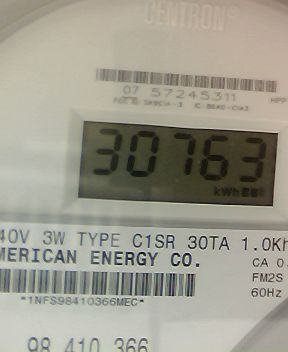 CENTRON®
07 57245311
30763
kWh
40V 3W TYPE C1SR 30TA 1.0Kh
MERICAN ENERGY CO.
CA 0.
FM2S
60Hz
*1NFS98410366MEC*
98 410 366